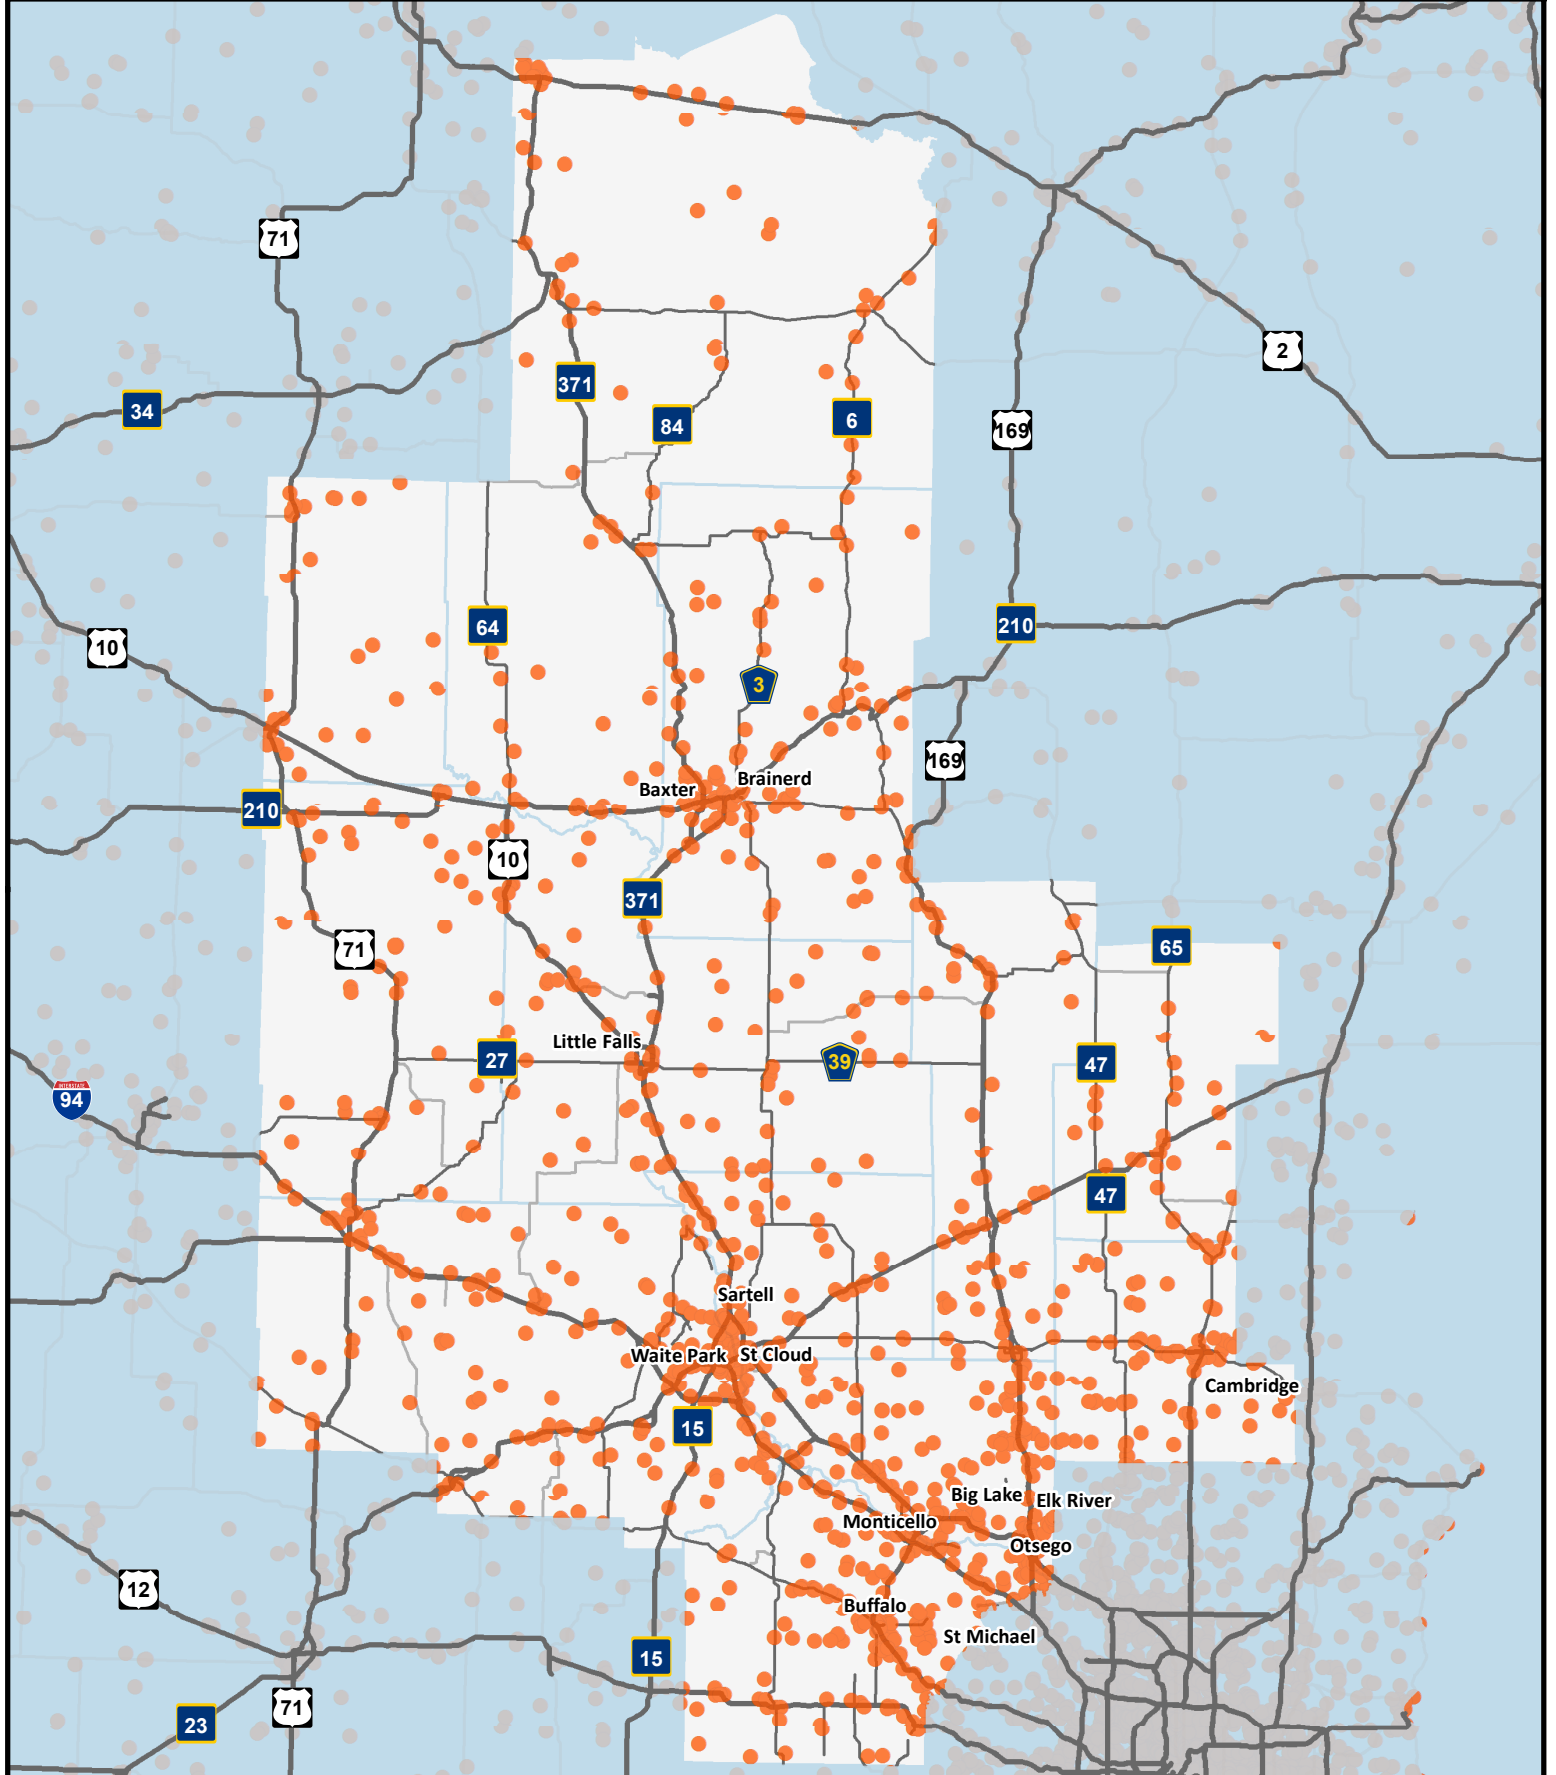 71
2
371
34
84
6
169
64
210
10
3
169
Brainerd
Baxter
210
10
371
71
65
Little Falls
27
39
47
INTERSTATE
94
47
Sartell
Waite Park
St Cloud
Cambridge
15
Big Lake
Elk River
Monticello
Otsego
12
Buffalo
St Michael
15
71
23